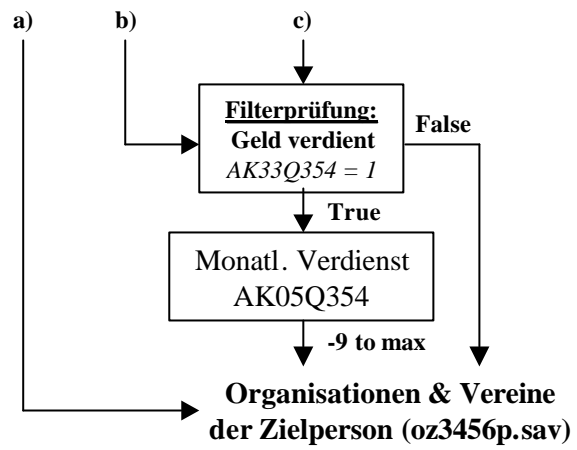 a) b) c)
Filterprüfung:
Geld verdient
AK33Q354 = 1
False
True
Monatl. Verdienst
AK05Q354
-9 to max
Organisationen & Vereine
der Zielperson (oz3456p.sav)